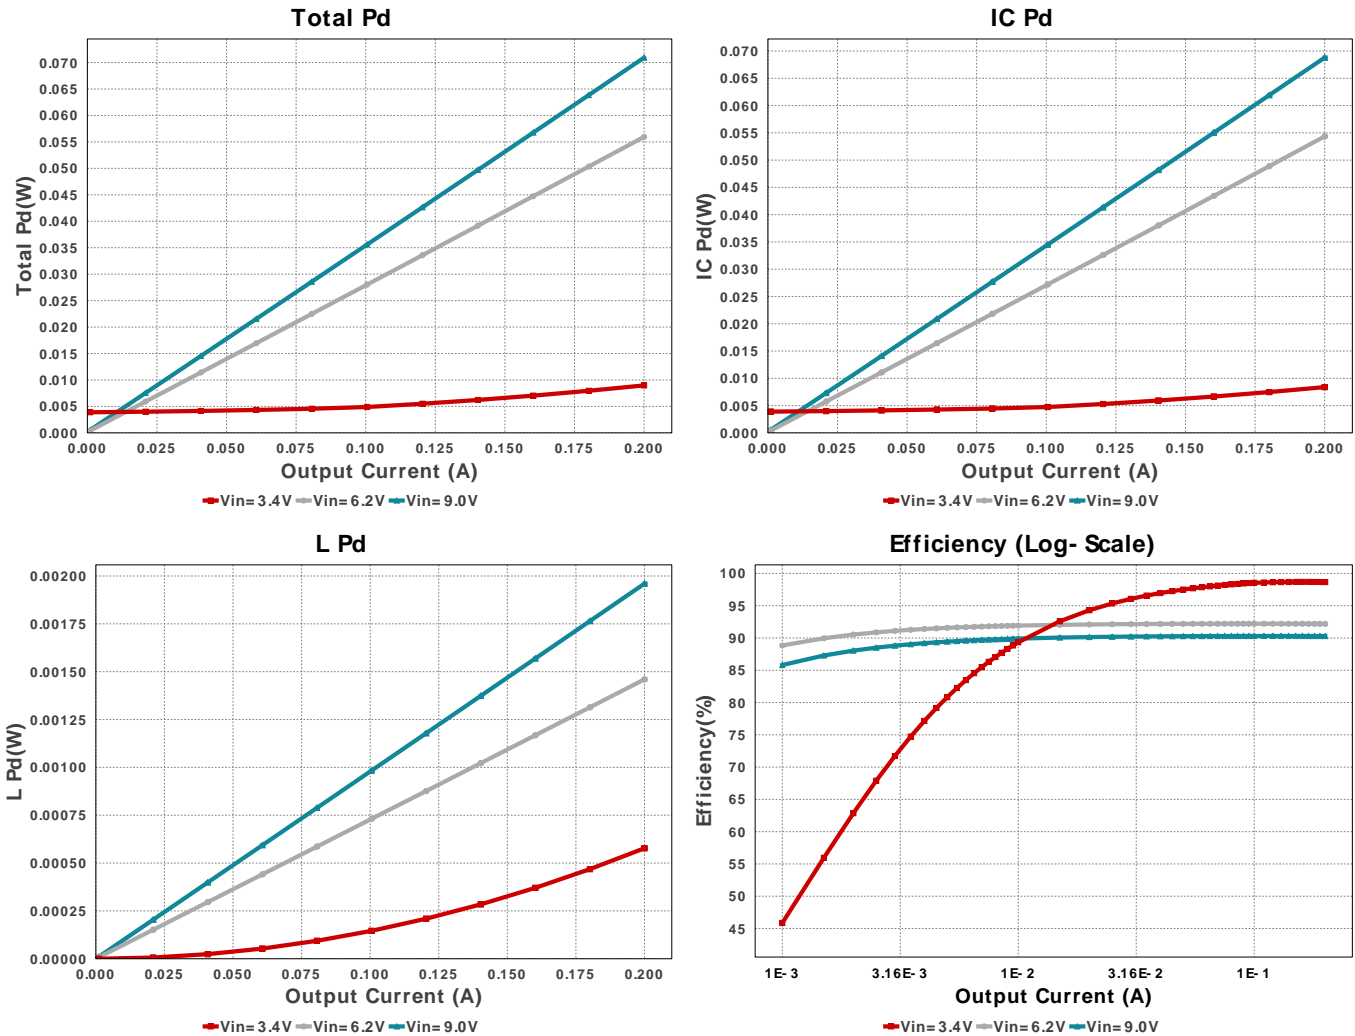 Total Pd
0.070
0.065
0.060
0.055
0.050
0.045
0.040
0.035
0.030
0.025
0.020
0.015
0.010
0.005
0.000
Total Pd(W)
0.000 0.025 0.050 0.075 0.100 0.125 0.150 0.175 0.200
Output Current (A)
Vin=3.4V Vin=6.2V Vin=9.0V
IC Pd
0.070
0.065
0.060
0.055
0.050
0.045
0.040
0.035
0.030
0.025
0.020
0.015
0.010
0.005
0.000
IC Pd(W)
0.000 0.025 0.050 0.075 0.100 0.125 0.150 0.175 0.200
Output Current (A)
Vin=3.4V Vin=6.2V Vin=9.0V
L Pd
0.00200
0.00175
0.00150
0.00125
0.00100
0.00075
0.00050
0.00025
0.00000
L Pd(W)
0.000 0.025 0.050 0.075 0.100 0.125 0.150 0.175 0.200
Output Current (A)
Vin=3.4V Vin=6.2V Vin=9.0V
Efficiency (Log-Scale)
100
95
90
85
80
75
70
65
60
55
50
45
Efficiency(%)
1E-3 3.16E-3 1E-2 3.16E-2 1E-1
Output Current (A)
Vin=3.4V Vin=6.2V Vin=9.0V